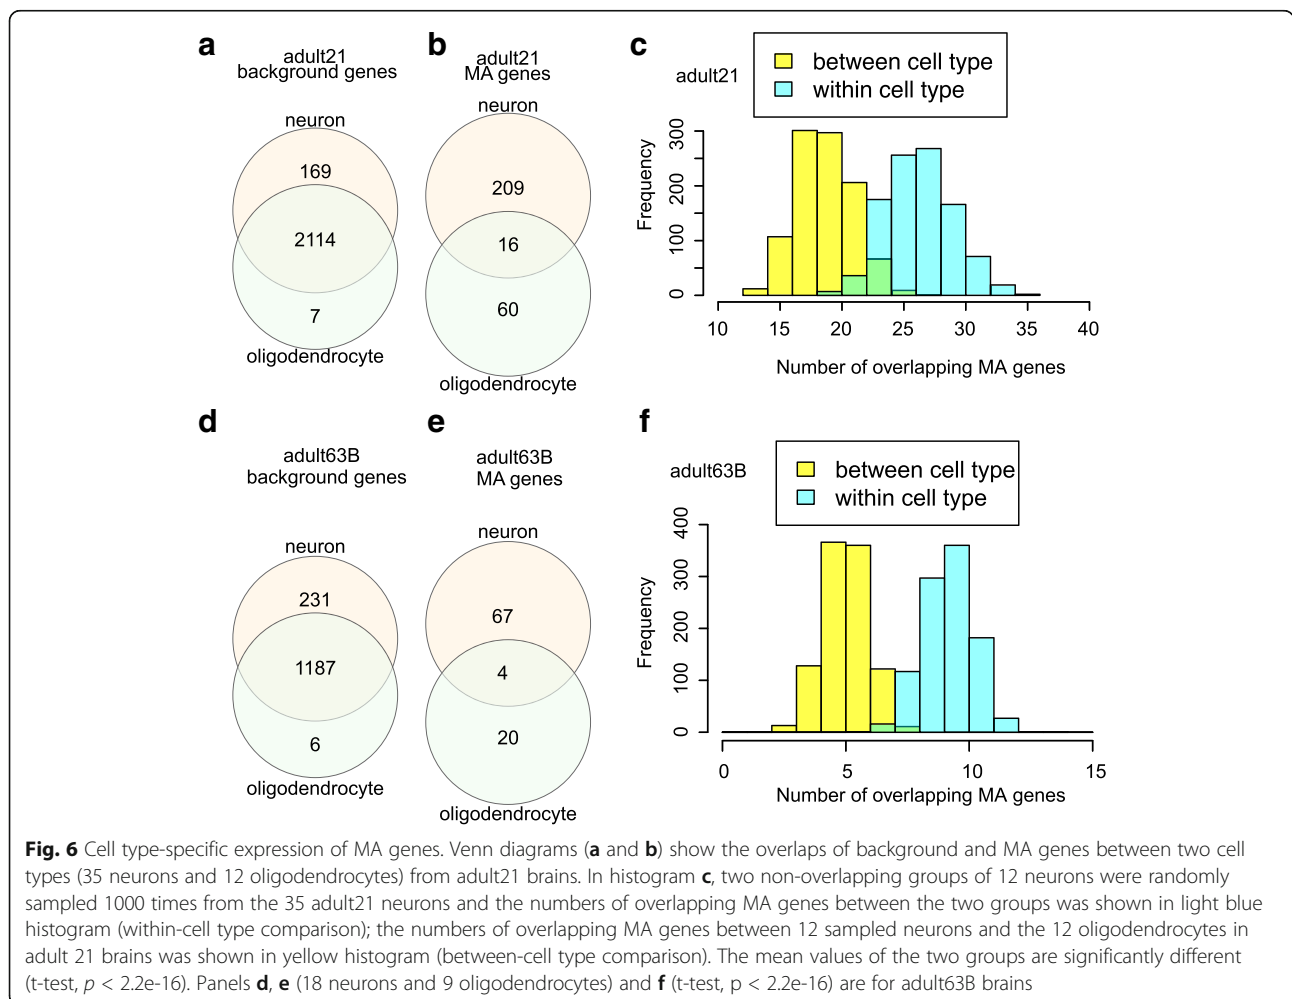 a
adult21
background genes
neuron
169
2114
7
oligodendrocyte
b
adult21
MA genes
neuron
209
16
60
oligodendrocyte
c
adult21
between cell type
within cell type
Frequency
0 100 200 300
10 15 20 25 30 35 40
Number of overlapping MA genes
d
adult63B
background genes
neuron
231
1187
6
oligodendrocyte
e
adult63B
MA genes
neuron
67
4
20
oligodendrocyte
f
adult63B
between cell type
within cell type
Frequency
0 100 200 300 400
0 5 10 15
Number of overlapping MA genes
Fig. 6 Cell type-specific expression of MA genes. Venn diagrams (a and b) show the overlaps of background and MA genes between two cell
types (35 neurons and 12 oligodendrocytes) from adult21 brains. In histogram c, two non-overlapping groups of 12 neurons were randomly
sampled 1000 times from the 35 adult21 neurons and the numbers of overlapping MA genes between the two groups was shown in light blue
histogram (within-cell type comparison); the numbers of overlapping MA genes between 12 sampled neurons and the 12 oligodendrocytes in
adult 21 brains was shown in yellow histogram (between-cell type comparison). The mean values of the two groups are significantly different
(t-test, p < 2.2e-16). Panels d, e (18 neurons and 9 oligodendrocytes) and f (t-test, p < 2.2e-16) are for adult63B brains